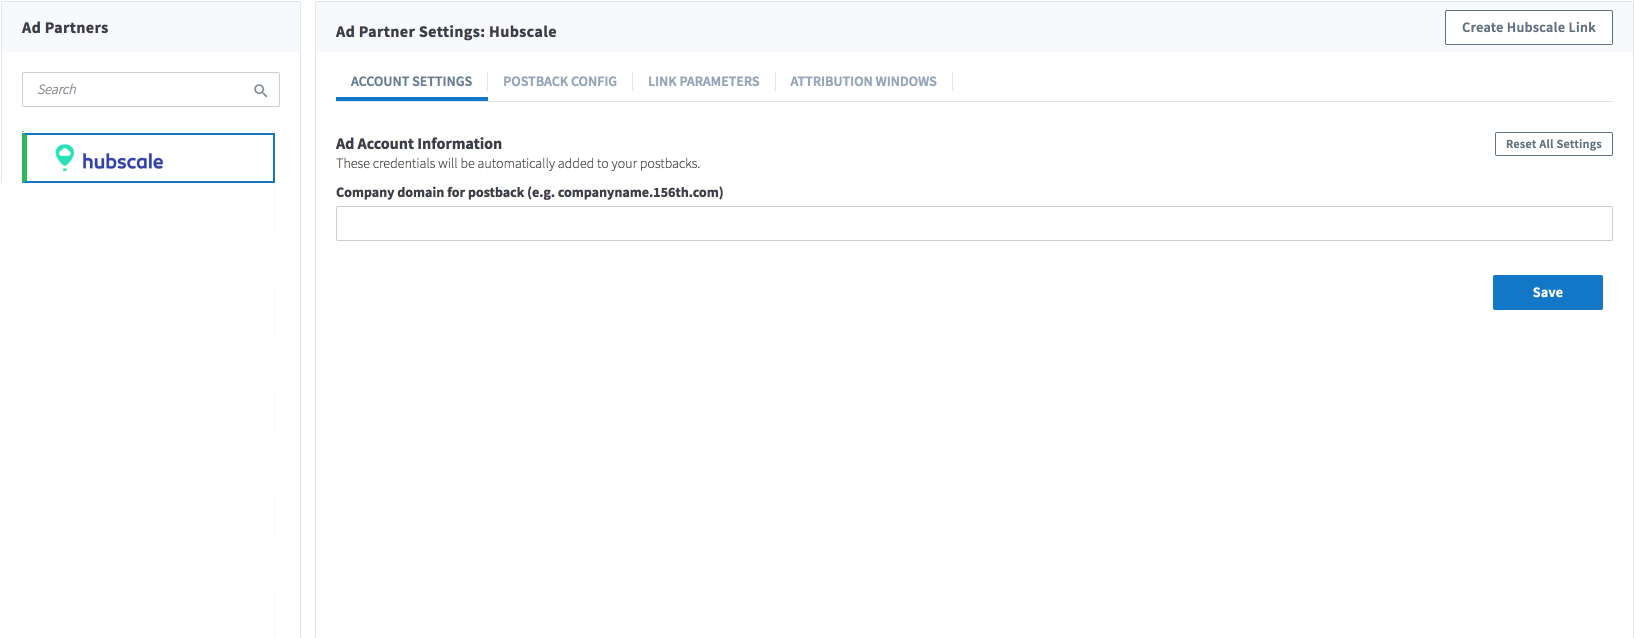 Ad Partners
Search
hubscale
Ad Partner Settings: Hubscale
Create Hubscale Link
ACCOUNT SETTINGS
POSTBACK CONFIG
LINK PARAMETERS
ATTRIBUTION WINDOWS
Ad Account Information
Reset All Settings
These credentials will be automatically added to your postbacks.
Company domain for postback (e.g. companyname.156th.com)
Save